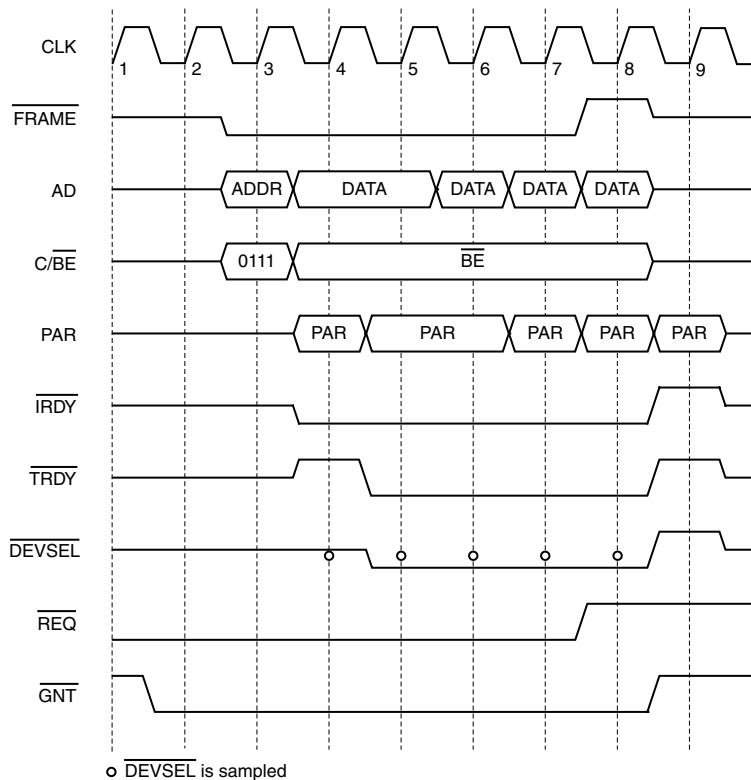 CLK
1 2 3 4 5 6 7 8 9
FRAME
AD ADDR DATA DATA DATA DATA
C/BE 0111 BE
PAR PAR PAR PAR PAR PAR
IRDY
TRDY
DEVSEL
REQ
GNT
DEVSEL is sampled